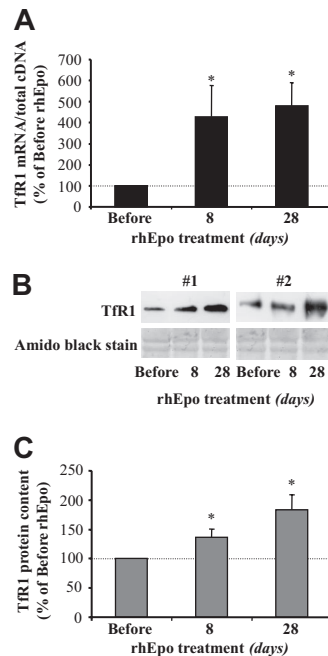 A
TfR1 mRNA/total cDNA
(% of Before rhEpo)
700
600
500
400
300
200
100
0
*
*
Before 8 28
rhEpo treatment (days)
B
#1 #2
TfR1
Amido black stain
Before 8 28 Before 8 28
rhEpo treatment (days)
C
TfR1 protein content
(% of Before rhEpo)
250
200
150
100
50
0
*
*
Before 8 28
rhEpo treatment (days)